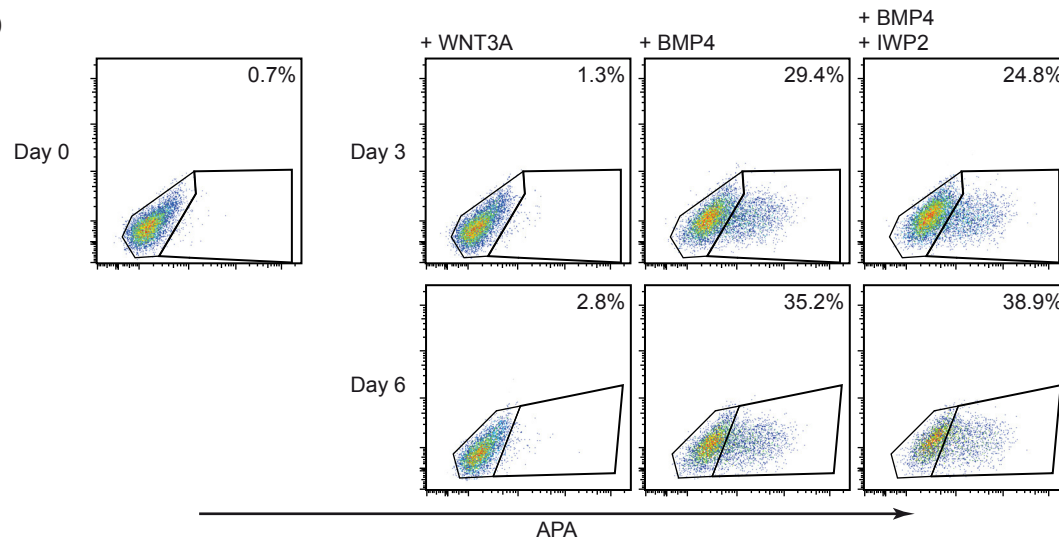 + BMP4
+ WNT3A + BMP4 + IWP2
0.7% 1.3% 29.4% 24.8%
Day 0 Day 3
2.8% 35.2% 38.9%
Day 6
APA